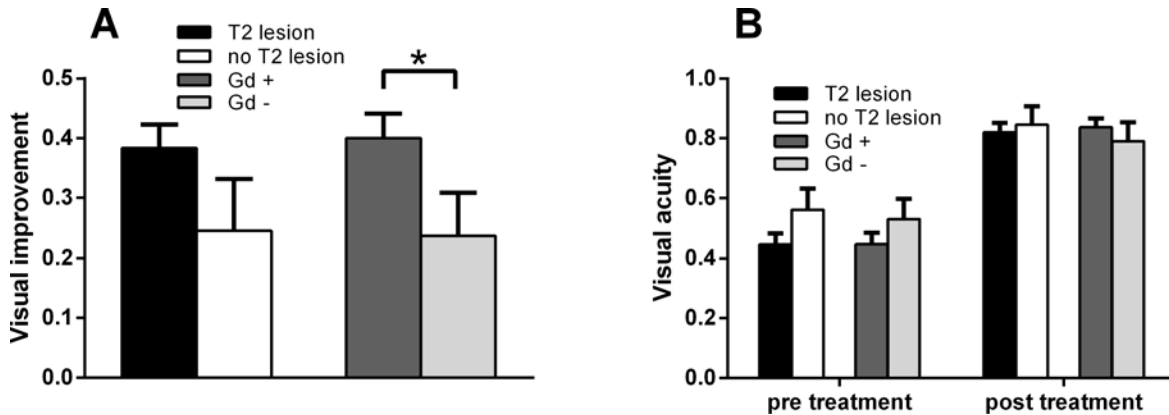 A
T2 lesion
no T2 lesion
Gd +
Gd -
*
Visual improvement
0.5
0.4
0.3
0.2
0.1
0.0
B
T2 lesion
no T2 lesion
Gd +
Gd -
Visual acuity
1.0
0.8
0.6
0.4
0.2
0.0
pre treatment post treatment